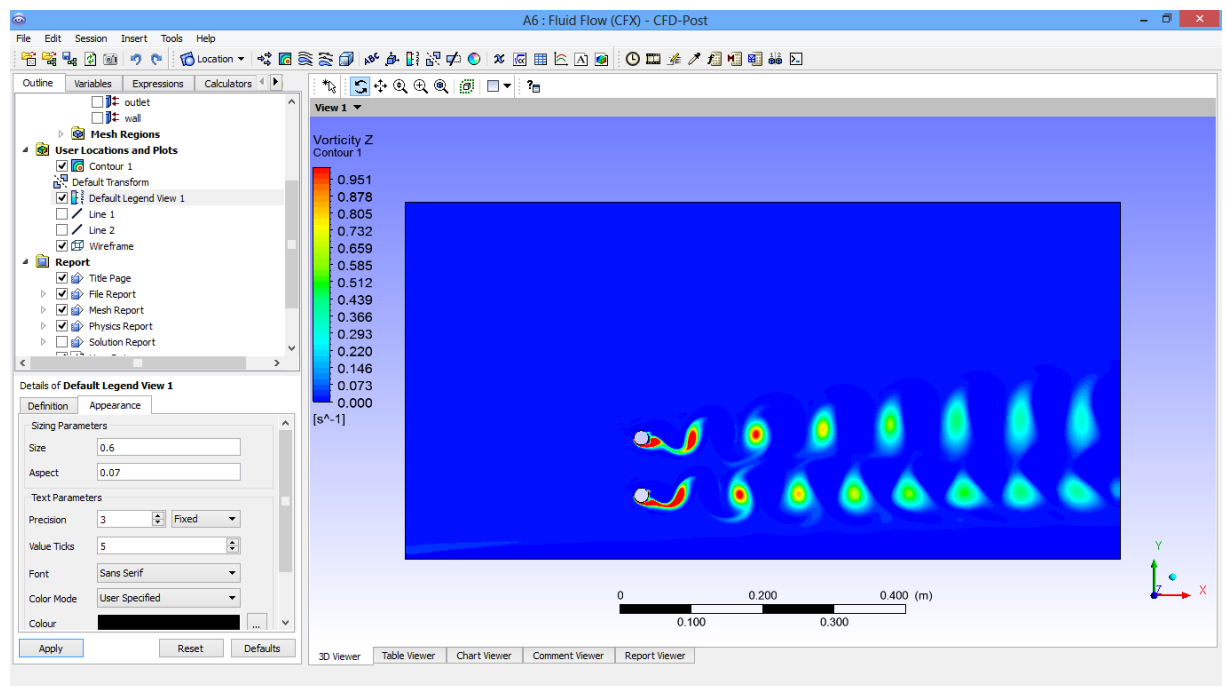 A6 : Fluid Flow (CFX) - CFD-Post
File Edit Session Insert Tools Help
Location
Outline Variables Expressions Calculators
outlet
wall
Mesh Regions
User Locations and Plots
Contour 1
Default Transform
Default Legend View 1
Line 1
Line 2
Wireframe
Report
Title Page
File Report
Mesh Report
Physics Report
Solution Report
Details of Default Legend View 1
Definition Appearance
Sizing Parameters
Size 0.6
Aspect 0.07
Text Parameters
Precision 3 Fixed
Value Ticks 5
Font Sans Serif
Color Mode User Specified
Colour ...
Apply Reset Defaults
View 1
Vorticity Z
Contour 1
0.951
0.878
0.805
0.732
0.659
0.585
0.512
0.439
0.366
0.293
0.220
0.146
0.073
0.000
[s^-1]
0 0.200 0.400 (m)
0.100 0.300
Y
Z X
3D Viewer Table Viewer Chart Viewer Comment Viewer Report Viewer